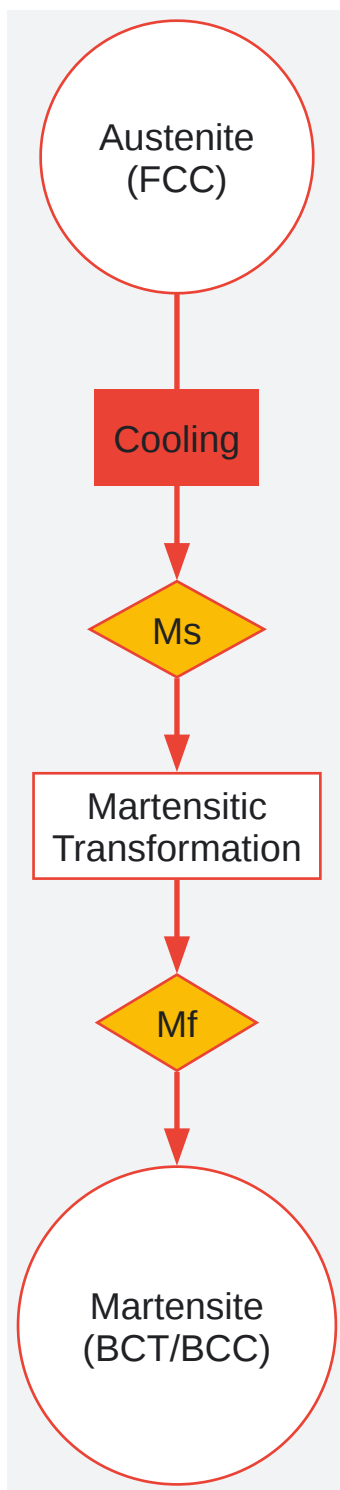 Austenite
(FCC)
Cooling
Ms
Martensitic
Transformation
Mf
Martensite
(BCT/BCC)